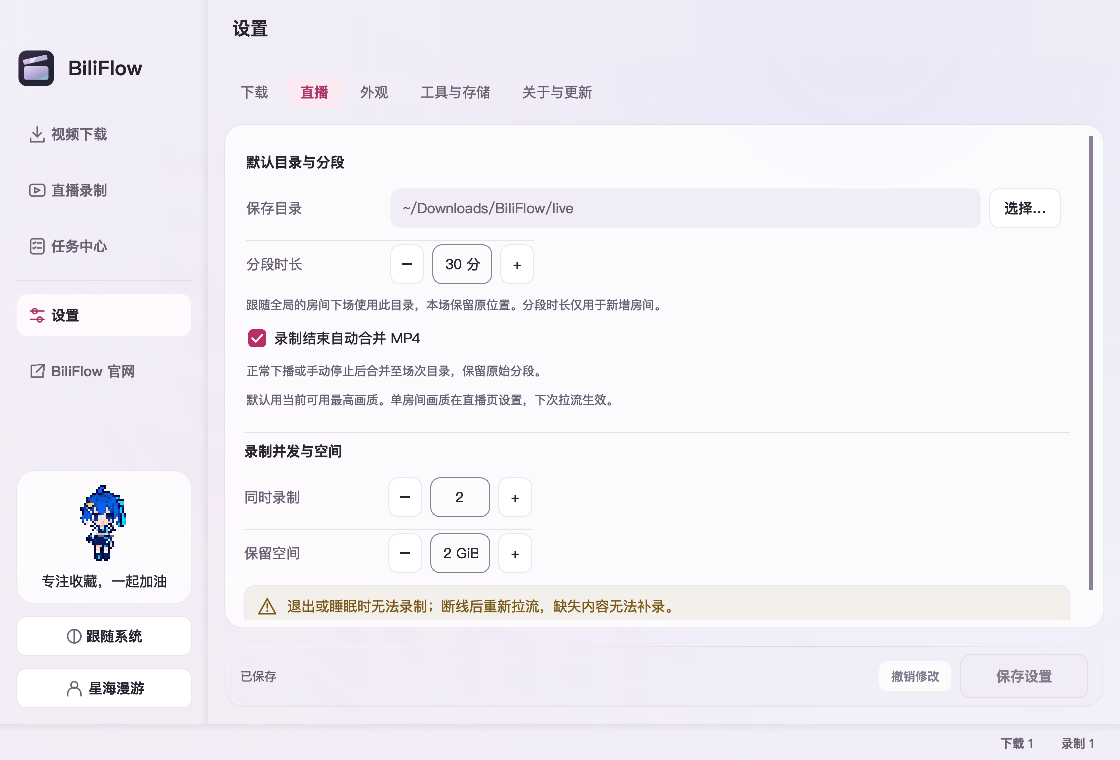 设置
BiliFlow
下载
直播
外观
工具与存储
关于与更新
视频下载
直播录制
任务中心
设置
BiliFlow 官网
默认目录与分段
保存目录
~/Downloads/BiliFlow/live
选择...
分段时长
30 分
跟随全局的房间下场使用此目录，本场保留原位置。分段时长仅用于新增房间。
录制结束自动合并 MP4
正常下播或手动停止后合并至场次目录，保留原始分段。
默认用当前可用最高画质。单房间画质在直播页设置，下次拉流生效。
录制并发与空间
同时录制
2
保留空间
2 GiB
退出或睡眠时无法录制；断线后重新拉流，缺失内容无法补录。
专注收藏，一起加油
跟随系统
星海漫游
已保存
撤销修改
保存设置
下载 1
录制 1